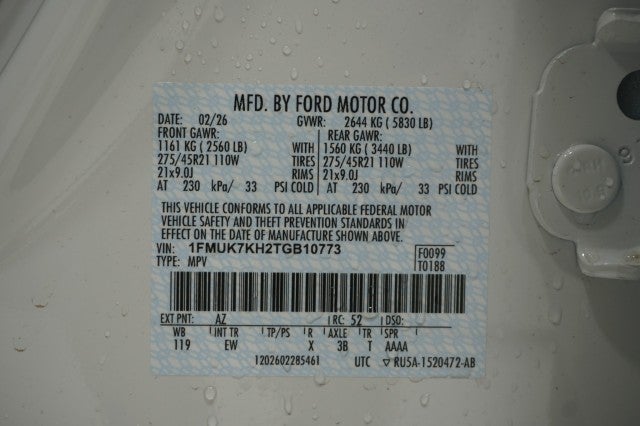 MFD. BY FORD MOTOR CO.
DATE: 02/26 GVWR: 2644 KG ( 5830 LB)
FRONT GAWR: REAR GAWR:
1161 KG ( 2560 LB) WITH 1560 KG ( 3440 LB) WITH
275/45R21 110W TIRES 275/45R21 110W TIRES
21x9.0J RIMS 21x9.0J RIMS
AT 230 kPa/ 33 PSI COLD AT 230 kPa/ 33 PSI COLD
THIS VEHICLE CONFORMS TO ALL APPLICABLE FEDERAL MOTOR
VEHICLE SAFETY AND THEFT PREVENTION STANDARDS IN
EFFECT ON THE DATE OF MANUFACTURE SHOWN ABOVE.
VIN: 1FMUK7KH2TGB10773 F0099
TYPE: MPV T0188
EXT PNT: AZ RC: 52 DSO:
WB INT TR TP/PS R AXLE TR SPR
119 EW X 3B T AAAA
1202602285461 UTC ▽ RU5A-1520472-AB